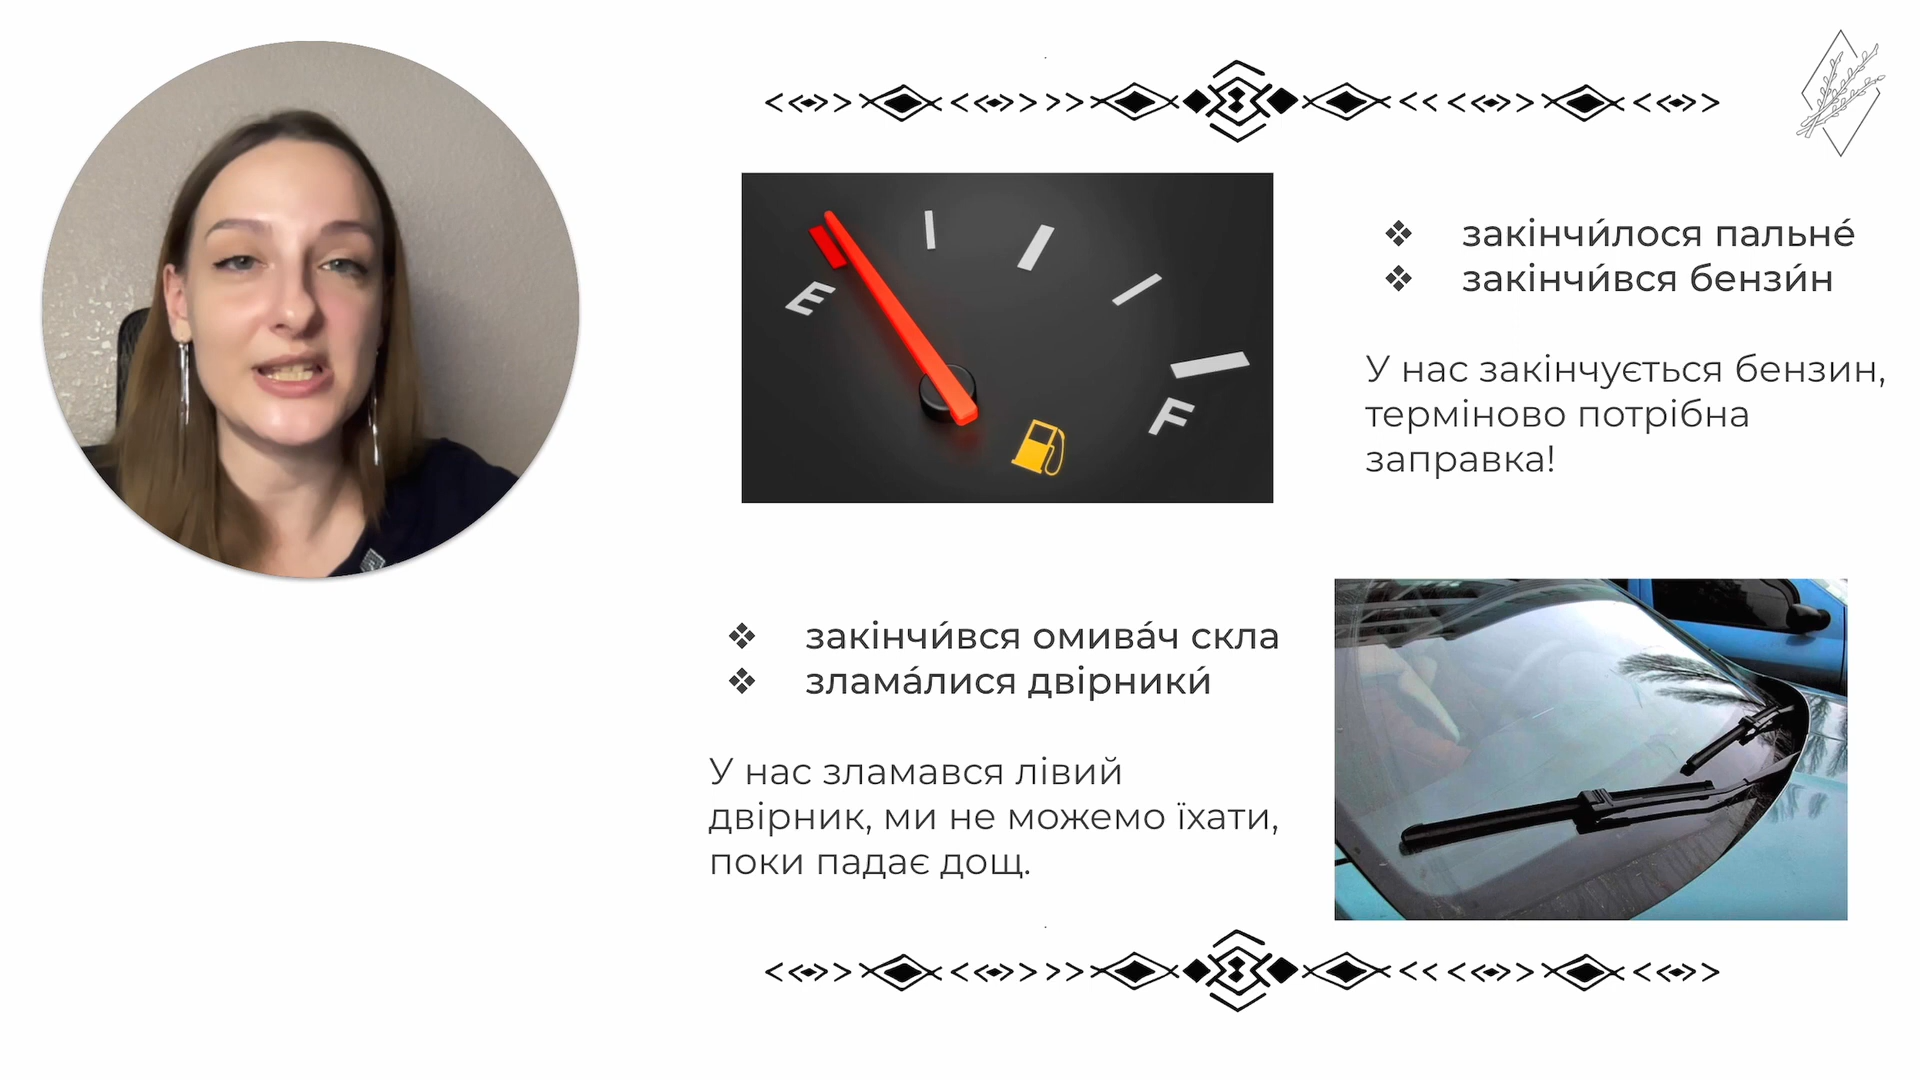 E
F
❖ закінчи́лося пальне́
❖ закінчи́вся бензи́н
У нас закінчується бензин,
терміново потрібна
заправка!
❖ закінчи́вся омива́ч скла
❖ злама́лися двірники́
У нас зламався лівий
двірник, ми не можемо їхати,
поки падає дощ.